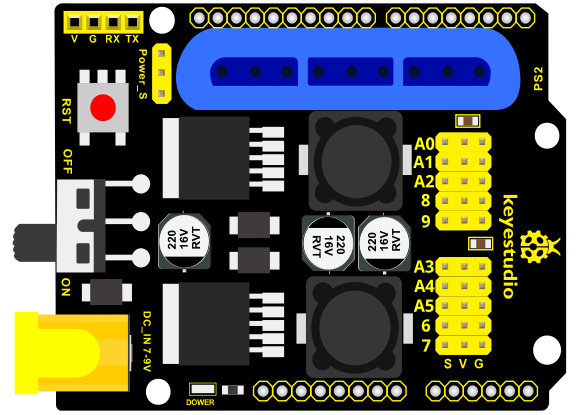 V G RX TX
Power_S
PS2
RST
OFF
A0
A1
A2
8
9
220
16V
RVT
220
16V
RVT
220
16V
RVT
keyestudio
ON
A3
A4
A5
6
7
S V G
DC_IN 7-9V
DOWER